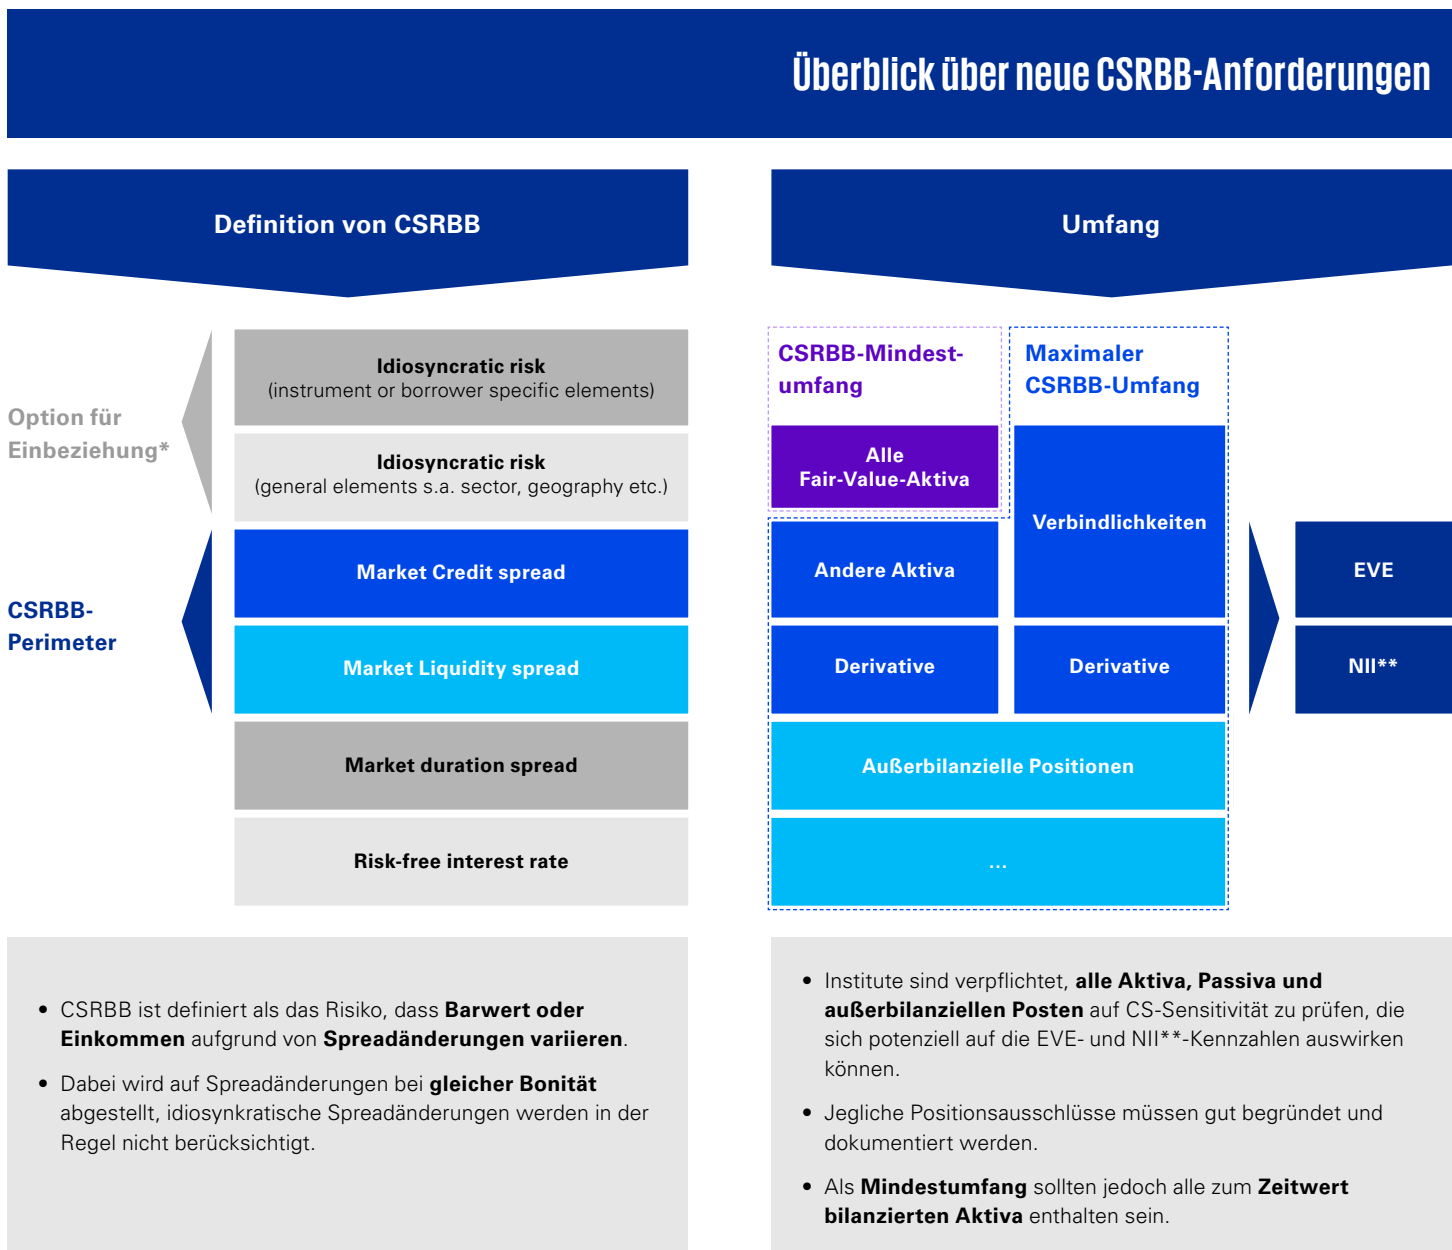 Überblick über neue CSRBB-Anforderungen
Definition von CSRBB
Option für
Einbeziehung*
CSRBB-
Perimeter
Idiosyncratic risk
(instrument or borrower specific elements)
Idiosyncratic risk
(general elements s.a. sector, geography etc.)
Market Credit spread
Market Liquidity spread
Market duration spread
Risk-free interest rate
• CSRBB ist definiert als das Risiko, dass Barwert oder
Einkommen aufgrund von Spreadänderungen variieren.
• Dabei wird auf Spreadänderungen bei gleicher Bonität
abgestellt, idiosynkratische Spreadänderungen werden in der
Regel nicht berücksichtigt.
Umfang
CSRBB-Mindest-
umfang
Maximaler
CSRBB-Umfang
Alle
Fair-Value-Aktiva
Verbindlichkeiten
Andere Aktiva
Derivative
Derivative
Außerbilanzielle Positionen
...
EVE
NII**
• Institute sind verpflichtet, alle Aktiva, Passiva und
außerbilanziellen Posten auf CS-Sensitivität zu prüfen, die
sich potenziell auf die EVE- und NII**-Kennzahlen auswirken
können.
• Jegliche Positionsausschlüsse müssen gut begründet und
dokumentiert werden.
• Als Mindestumfang sollten jedoch alle zum Zeitwert
bilanzierten Aktiva enthalten sein.